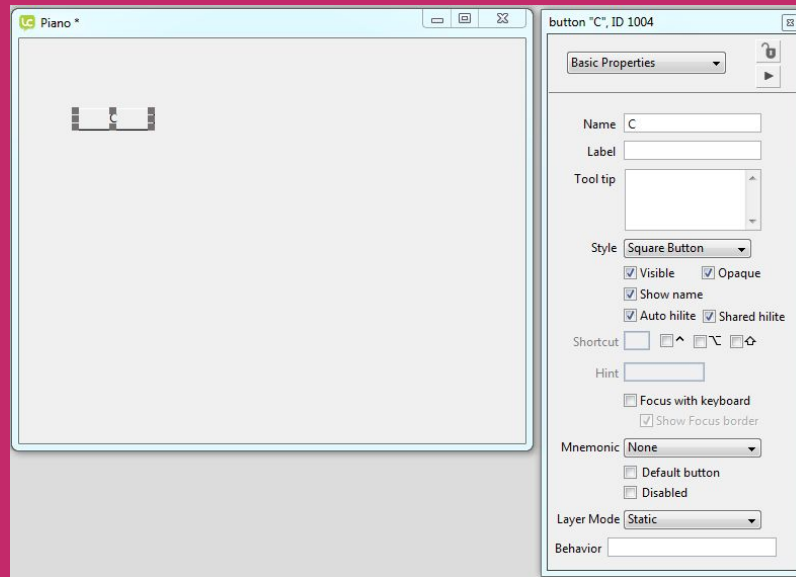 Piano *
C
button "C", ID 1004
Basic Properties
Name C
Label
Tool tip
Style Square Button
Visible Opaque
Show name
Auto hilite Shared hilite
Shortcut ^ ⌥ ⇧
Hint
Focus with keyboard
Show Focus border
Mnemonic None
Default button
Disabled
Layer Mode Static
Behavior